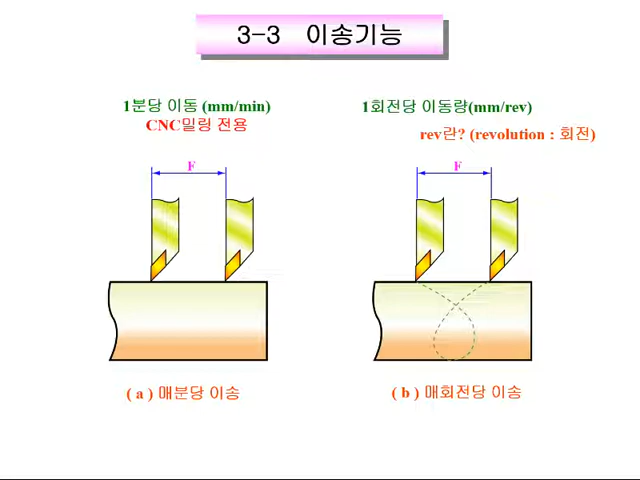 3-3 이송기능
1분당 이동 (mm/min)
CNC밀링 전용
1회전당 이동량(mm/rev)
rev란? (revolution : 회전)
F
F
( a ) 매분당 이송
( b ) 매회전당 이송